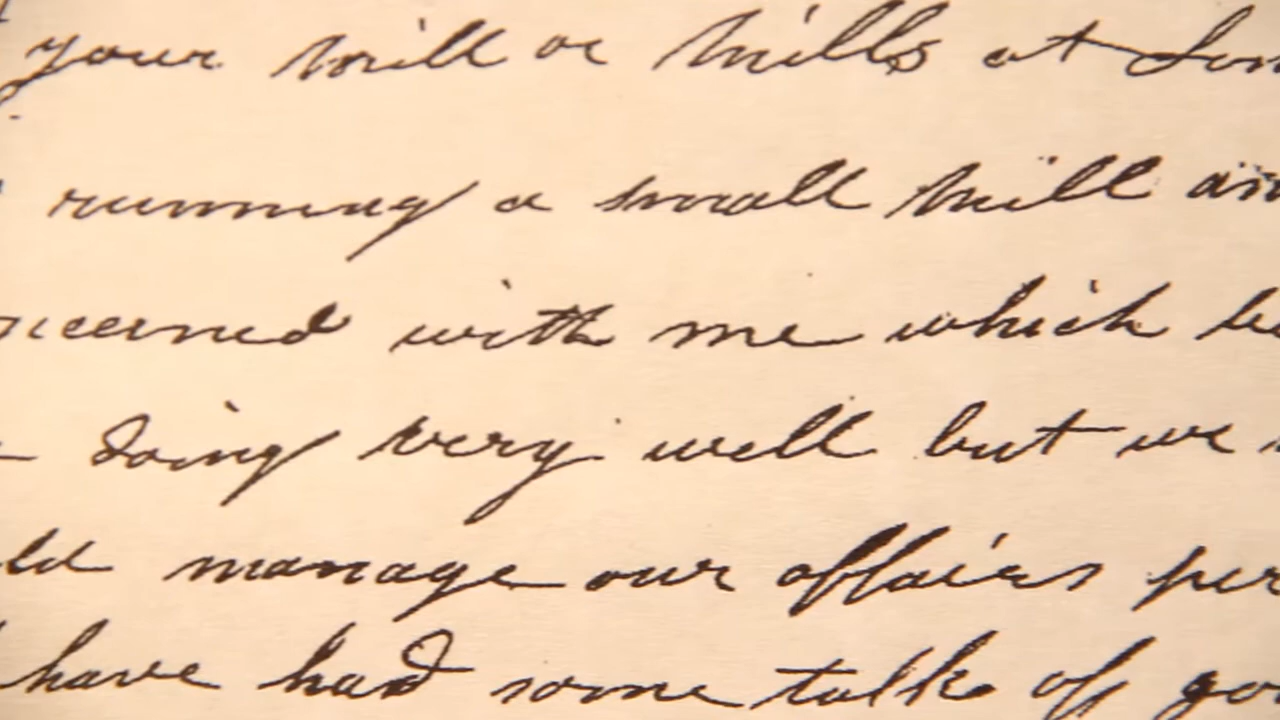 your mill or mills at
running a small mill
with me which
doing very well but we
manage our affairs
have had some talk of